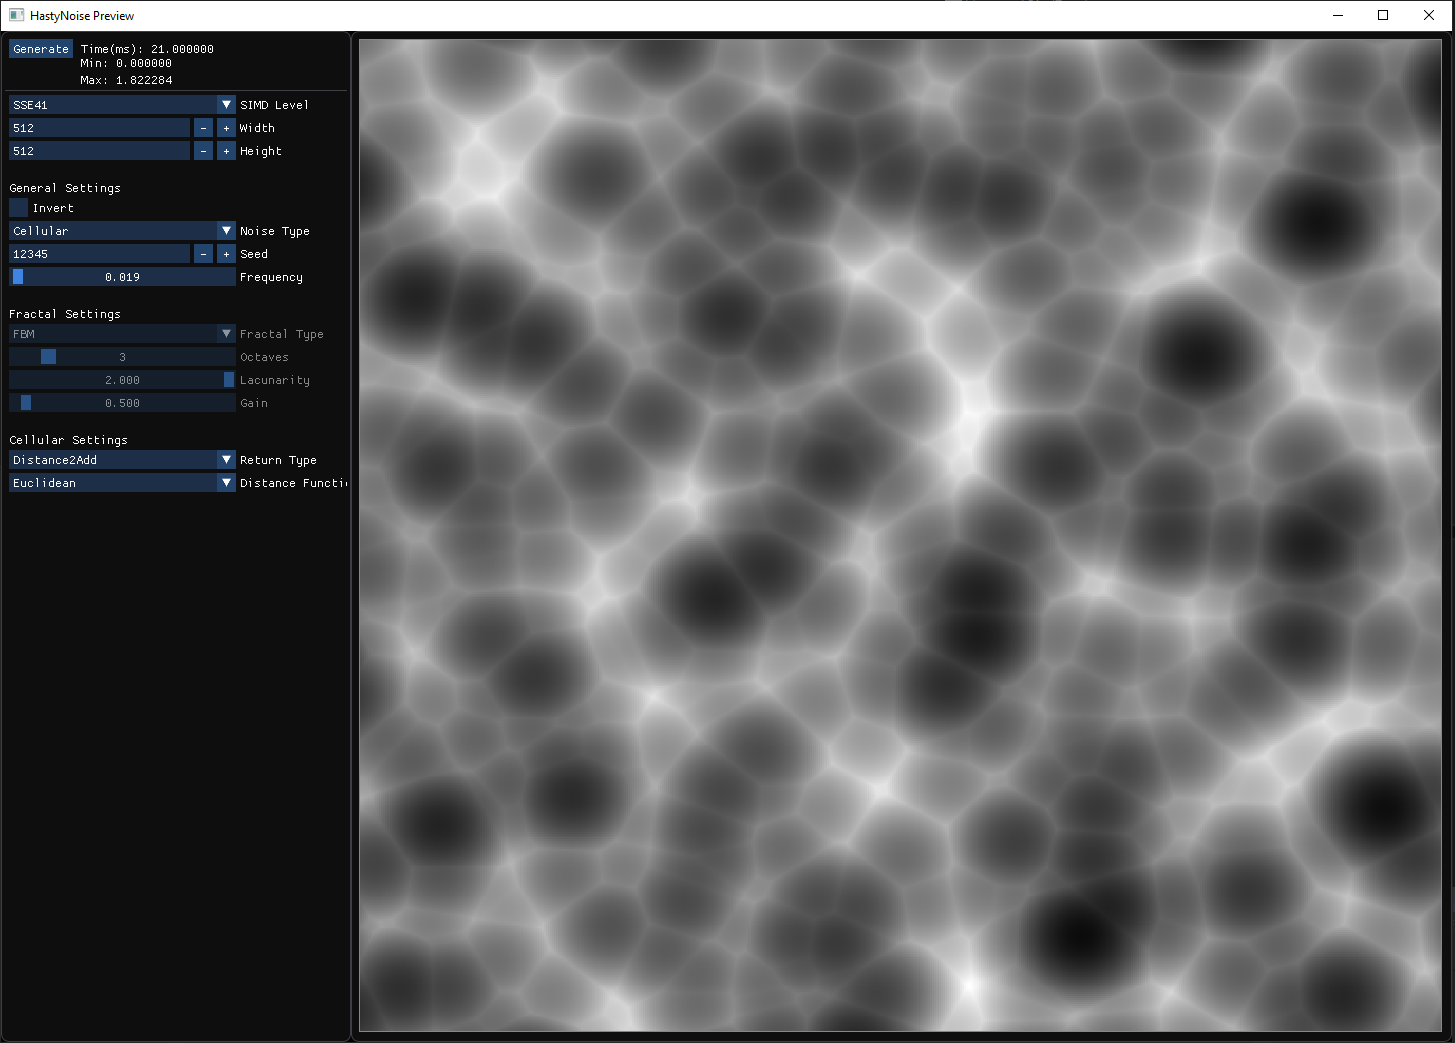 HastyNoise Preview
Generate Time(ms): 21.000000
Min: 0.000000
Max: 1.822284
SSE41 SIMD Level
512 - + Width
512 - + Height
General Settings
Invert
Cellular Noise Type
12345 - + Seed
0.019 Frequency
Fractal Settings
FBM Fractal Type
3 Octaves
2.000 Lacunarity
0.500 Gain
Cellular Settings
Distance2Add Return Type
Euclidean Distance Functi